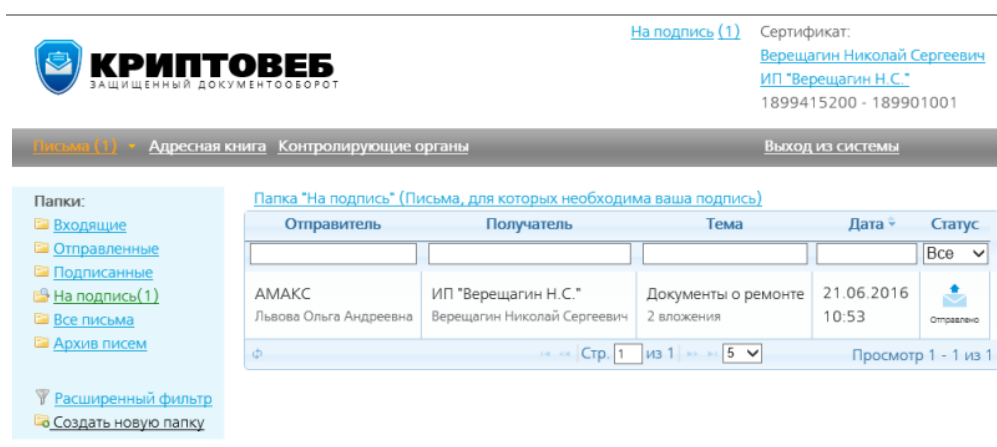 На подпись (1)
Сертификат:
Верещагин Николай Сергеевич
ИП "Верещагин Н.С."
1899415200 - 189901001
КРИПТОВЕБ
ЗАЩИЩЕННЫЙ ДОКУМЕНТООБОРОТ
Письма (1) Адресная книга Контролирующие органы Выход из системы
Папки:
Входящие
Отправленные
Подписанные
На подпись(1)
Все письма
Архив писем
Расширенный фильтр
Создать новую папку
Папка "На подпись" (Письма, для которых необходима ваша подпись)
Отправитель Получатель Тема Дата Статус
Все
АМАКС ИП "Верещагин Н.С." Документы о ремонте 21.06.2016
Львова Ольга Андреевна Верещагин Николай Сергеевич 2 вложения 10:53 Отправлено
Стр. 1 из 1 5 Просмотр 1 - 1 из 1